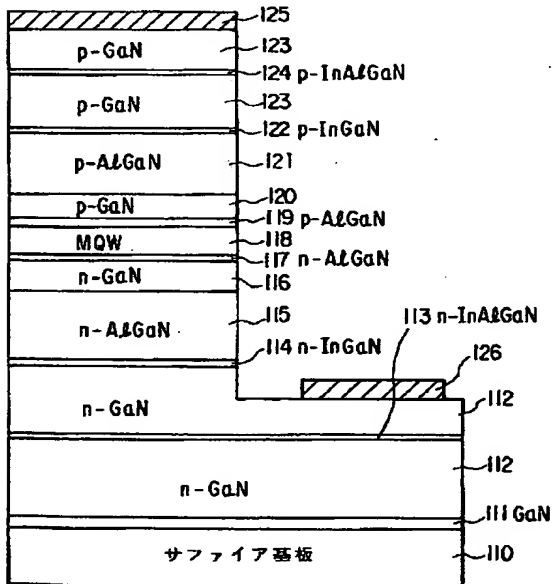 125
p-GaN 123
124 p-InAlGaN
p-GaN 123
122 p-InGaN
p-AlGaN 121
p-GaN 120
119 p-AlGaN
MQW 118
117 n-AlGaN
n-GaN 116
n-AlGaN 115
113 n-InAlGaN
114 n-InGaN
126
n-GaN 112
n-GaN 112
111 GaN
サファイア基板 110